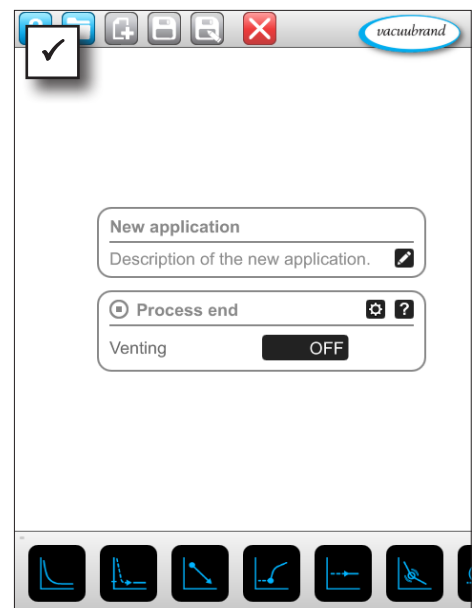 vacuubrand
New application
Description of the new application.
Process end
?
Venting
OFF